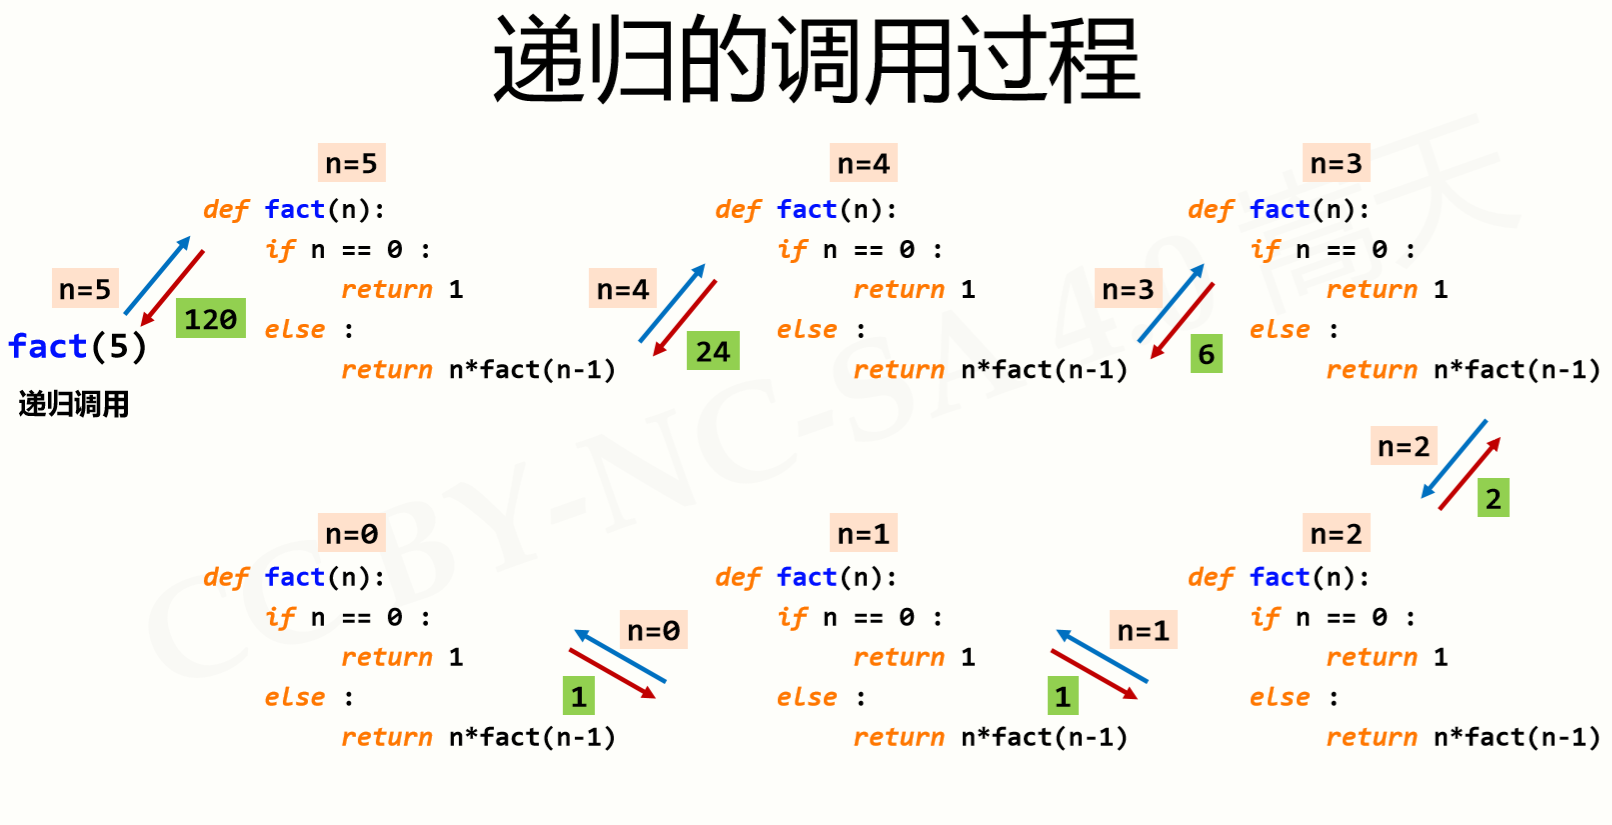 递归的调用过程
n=5
def fact(n):
if n == 0 :
return 1
else :
return n*fact(n-1)
n=4
def fact(n):
if n == 0 :
return 1
else :
return n*fact(n-1)
n=3
def fact(n):
if n == 0 :
return 1
else :
return n*fact(n-1)
n=5
120
fact(5)
递归调用
n=4
24
n=3
6
n=2
2
n=0
def fact(n):
if n == 0 :
return 1
else :
return n*fact(n-1)
n=0
1
n=1
def fact(n):
if n == 0 :
return 1
else :
return n*fact(n-1)
n=1
1
n=2
def fact(n):
if n == 0 :
return 1
else :
return n*fact(n-1)
CC BY-NC-SA 4.0 嵩天